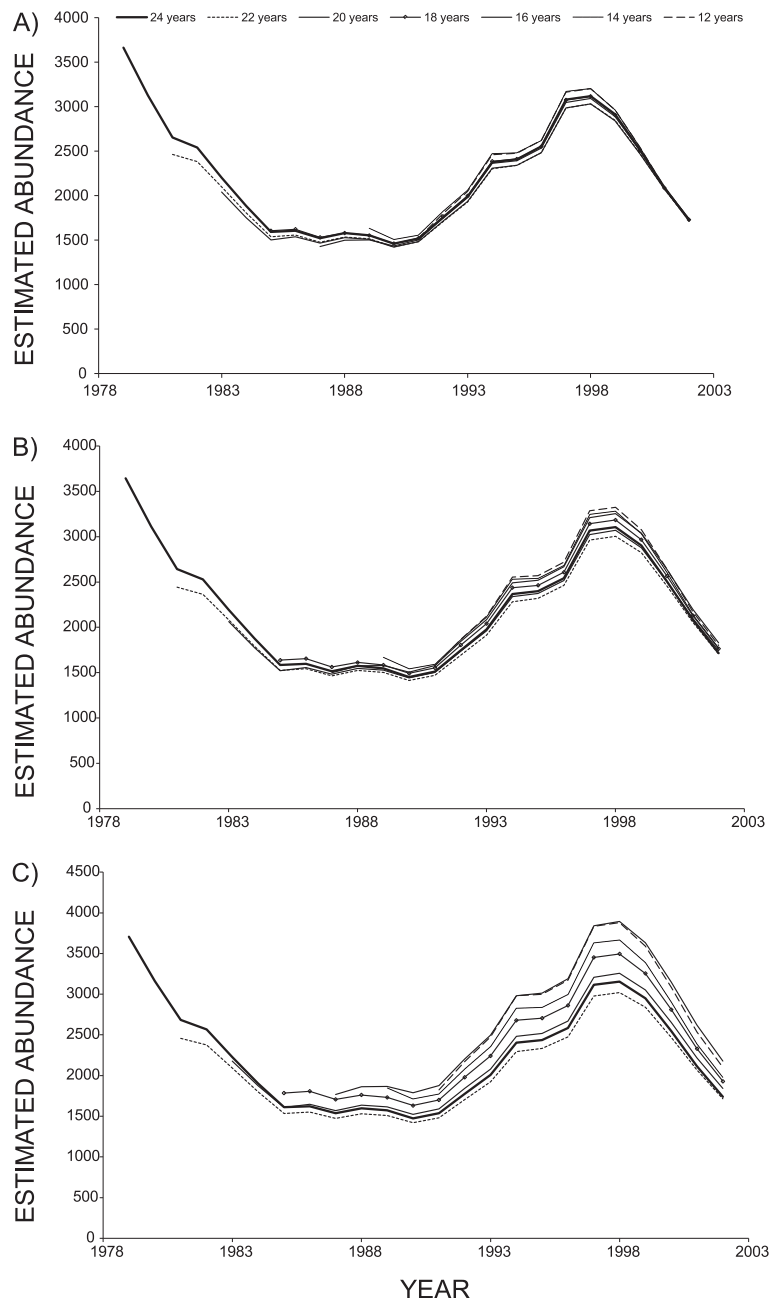 A)
24 years 22 years 20 years 18 years 16 years 14 years 12 years
4000
3500
3000
2500
2000
1500
1000
500
0
ESTIMATED ABUNDANCE
1978 1983 1988 1993 1998 2003
B)
4000
3500
3000
2500
2000
1500
1000
500
0
ESTIMATED ABUNDANCE
1978 1983 1988 1993 1998 2003
C)
4500
4000
3500
3000
2500
2000
1500
1000
500
0
ESTIMATED ABUNDANCE
1978 1983 1988 1993 1998 2003
YEAR